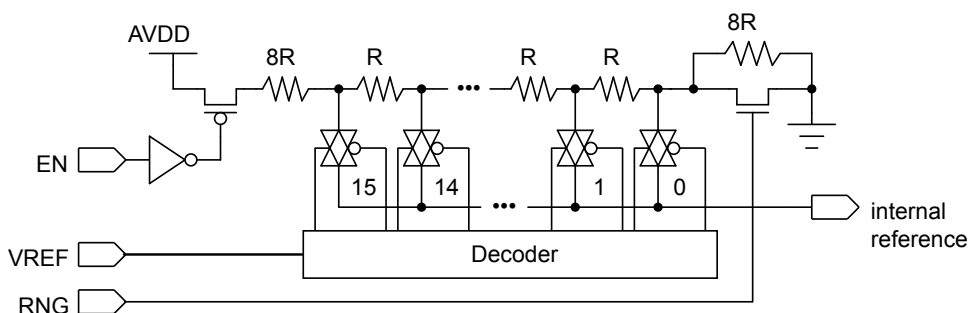 8R
AVDD
8R
R
R
R
•••
EN
15
14
1
0
•••
internal
reference
Decoder
VREF
RNG